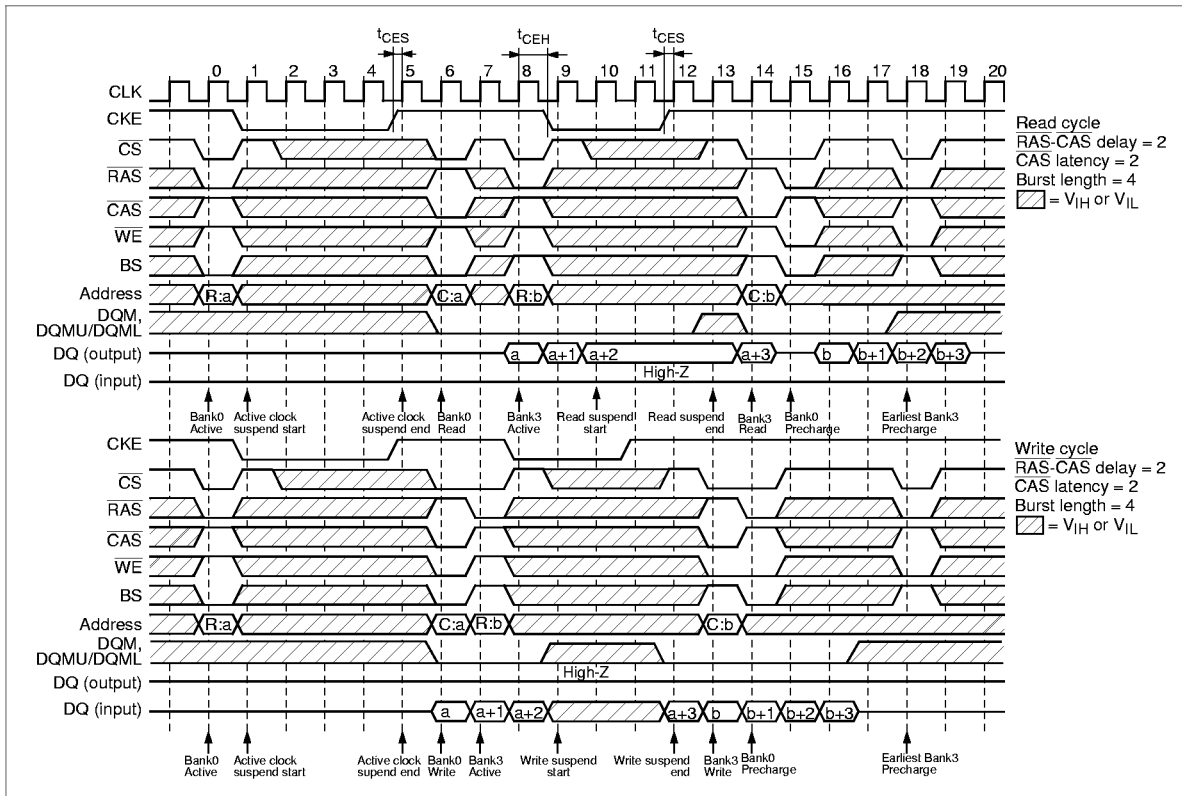 tCES
tCEH
tCES
0 1 2 3 4 5 6 7 8 9 10 11 12 13 14 15 16 17 18 19 20
CLK
CKE
CS
RAS
CAS
WE
BS
Address R:a C:a R:b C:b
DQM,
DQMU/DQML
DQ (output) a a+1 a+2 a+3 b b+1 b+2 b+3
High-Z
DQ (input)
Bank0 Active
Active clock suspend start
Active clock suspend end
Bank0 Read
Bank3 Active
Read suspend start
Read suspend end
Bank3 Read
Bank0 Precharge
Earliest Bank3 Precharge
Read cycle
RAS-CAS delay = 2
CAS latency = 2
Burst length = 4
= VIH or VIL
CKE
CS
RAS
CAS
WE
BS
Address R:a C:a R:b C:b
DQM,
DQMU/DQML
High-Z
DQ (output)
DQ (input) a a+1 a+2 a+3 b b+1 b+2 b+3
Bank0 Active
Active clock suspend start
Active clock supend end
Bank0 Write
Bank3 Active
Write suspend start
Write suspend end
Bank3 Write
Bank0 Precharge
Earliest Bank3 Precharge
Write cycle
RAS-CAS delay = 2
CAS latency = 2
Burst length = 4
= VIH or VIL